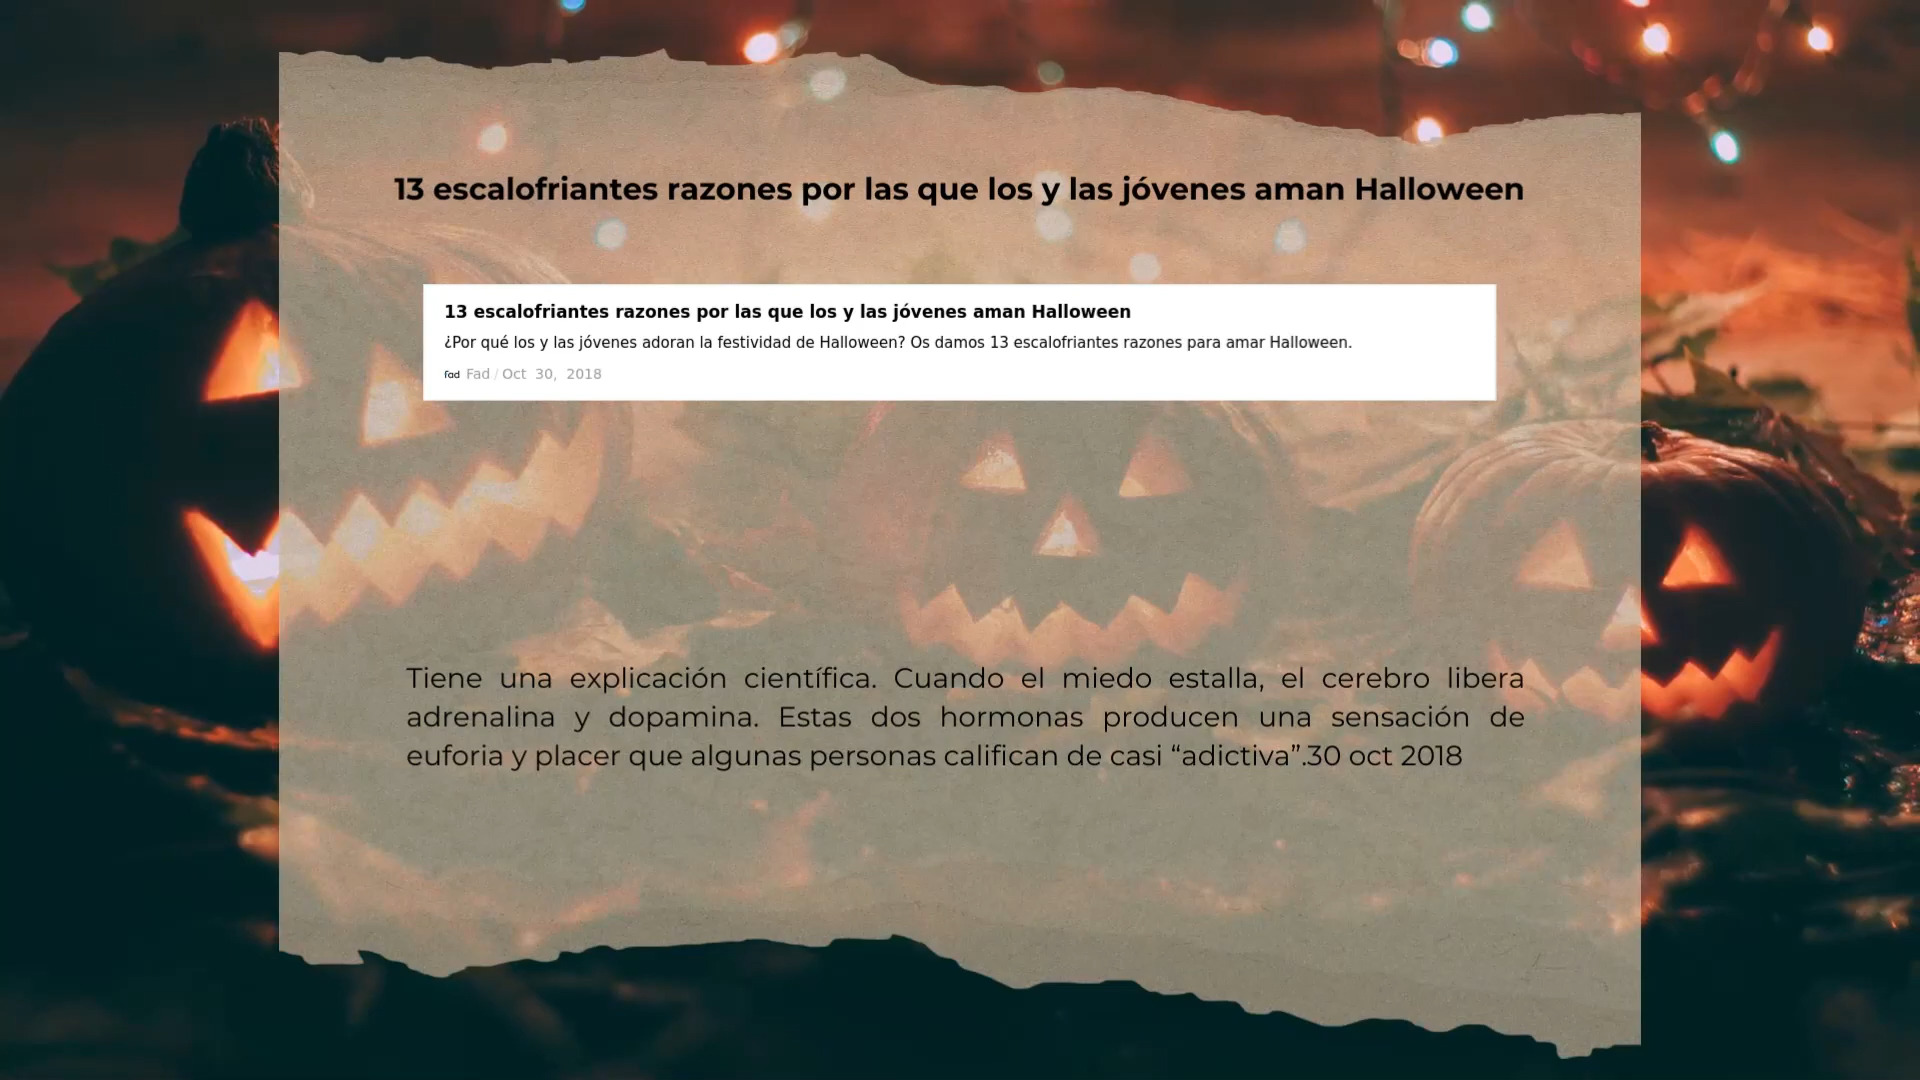 13 escalofriantes razones por las que los y las jóvenes aman Halloween
13 escalofriantes razones por las que los y las jóvenes aman Halloween
¿Por qué los y las jóvenes adoran la festividad de Halloween? Os damos 13 escalofriantes razones para amar Halloween.
fad Fad / Oct 30, 2018
Tiene una explicación científica. Cuando el miedo estalla, el cerebro libera
adrenalina y dopamina. Estas dos hormonas producen una sensación de
euforia y placer que algunas personas califican de casi “adictiva”.30 oct 2018